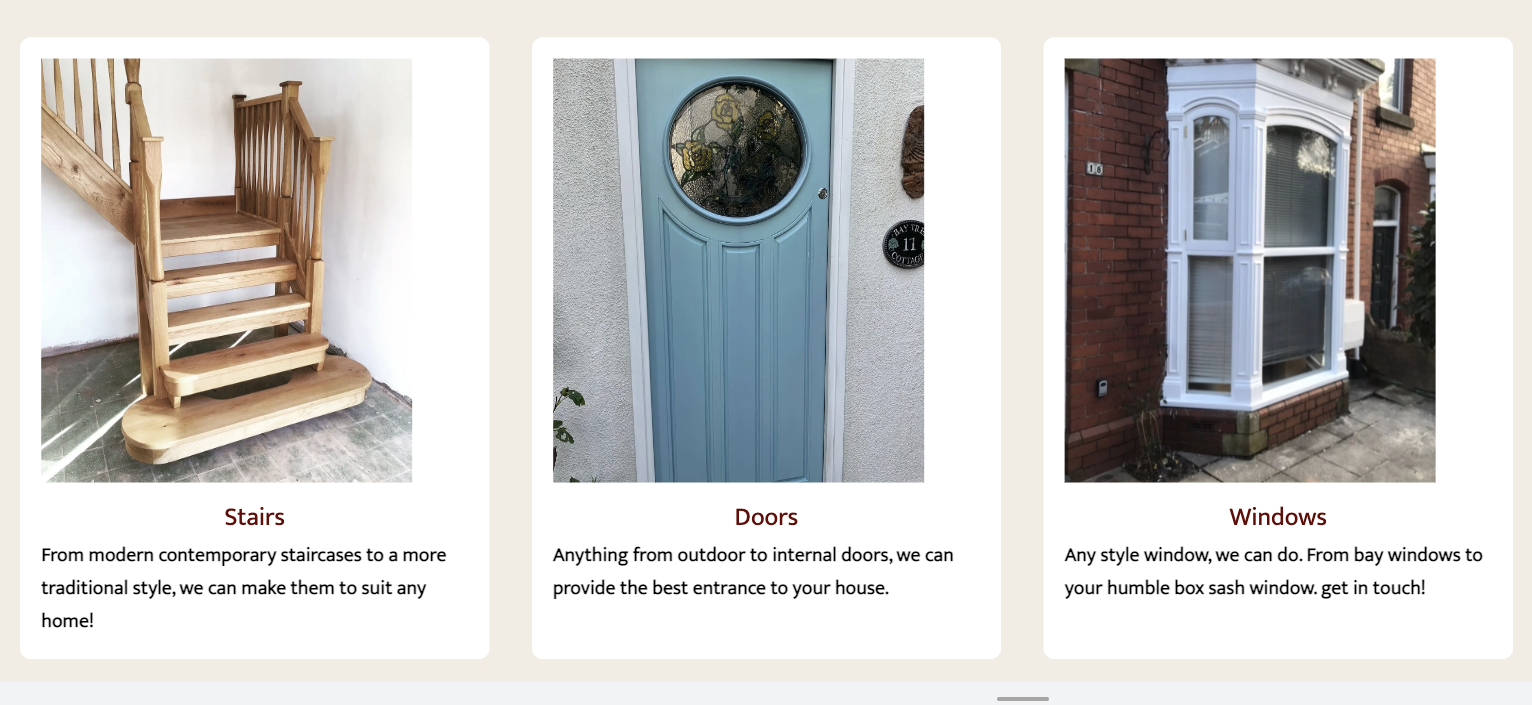 18
BAY TREE
11
COTTAGE
Stairs
From modern contemporary staircases to a more
traditional style, we can make them to suit any
home!
Doors
Anything from outdoor to internal doors, we can
provide the best entrance to your house.
Windows
Any style window, we can do. From bay windows to
your humble box sash window. get in touch!